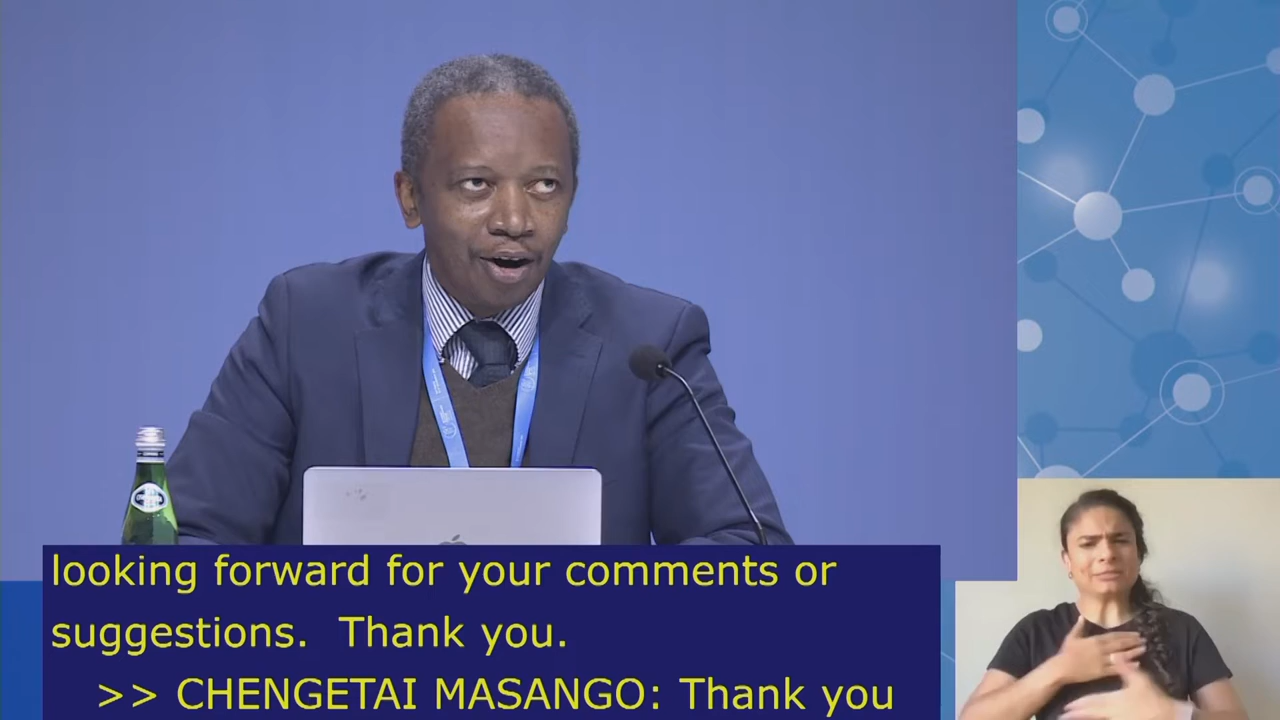 looking forward for your comments or
suggestions.  Thank you.
>> CHENGETAI MASANGO: Thank you